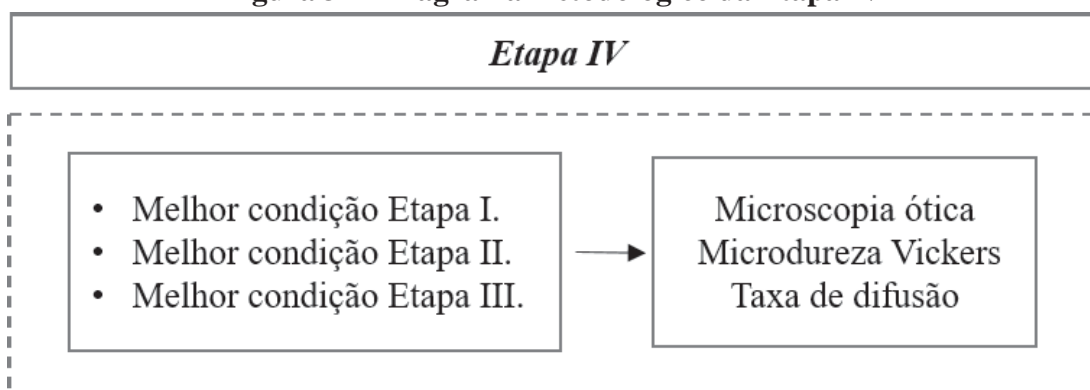 Etapa IV
• Melhor condição Etapa I.
• Melhor condição Etapa II.
• Melhor condição Etapa III.
Microscopia ótica
Microdureza Vickers
Taxa de difusão